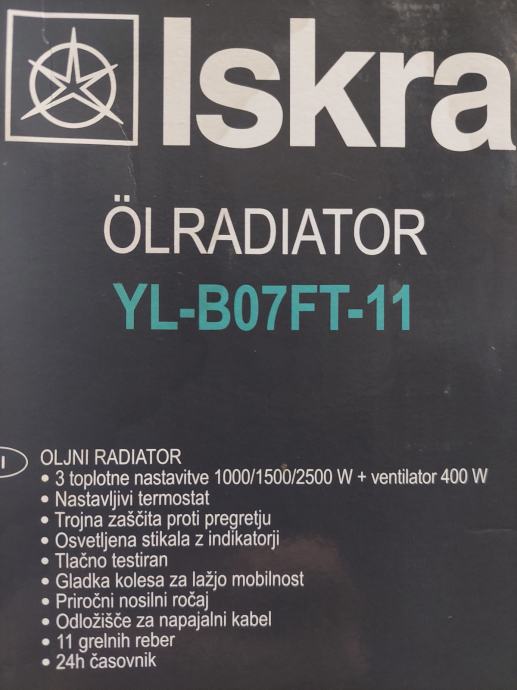 Iskra
ÖLRADIATOR
YL-B07FT-11
I
OLJNI RADIATOR
• 3 toplotne nastavitve 1000/1500/2500 W + ventilator 400 W
• Nastavljivi termostat
• Trojna zaščita proti pregretju
• Osvetljena stikala z indikatorji
• Tlačno testiran
• Gladka kolesa za lažjo mobilnost
• Priročni nosilni ročaj
• Odložišče za napajalni kabel
• 11 grelnih reber
• 24h časovnik